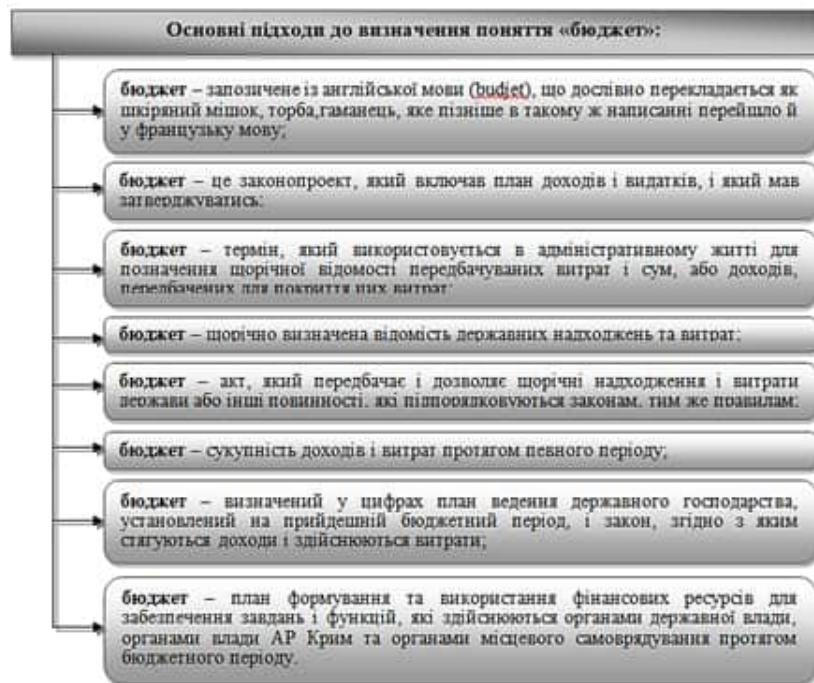 Основні підходи до визначення поняття «бюджет»:
бюджет – запозичене із англійської мови (budjet), що дослівно перекладається як
шкіряний мішок, торба,гаманець, яке пізніше в такому ж написанні перейшло й
у французьку мову;
бюджет – це законопроект, який включав план доходів і видатків, і який мав
затверджуватись;
бюджет – термін, який використовується в адміністративному житті для
позначення щорічної відомості передбачуваних витрат і сум, або доходів,
передбачених для покриття них витрат;
бюджет – щорічно визначена відомість державних надходжень та витрат;
бюджет – акт, який передбачає і дозволяє щорічні надходження і витрати
держави або інші повинності, які підпорядковуються законам, тим же правилам;
бюджет – сукупність доходів і витрат протягом певного періоду;
бюджет – визначений у цифрах план ведення державного господарства,
установлений на прийдешній бюджетний період, і закон, згідно з яким
стягуються доходи і здійснюються витрати;
бюджет – план формування та використання фінансових ресурсів для
забезпечення завдань і функцій, які здійснюються органами державної влади,
органами влади АР Крим та органами місцевого самоврядування протягом
бюджетного періоду.